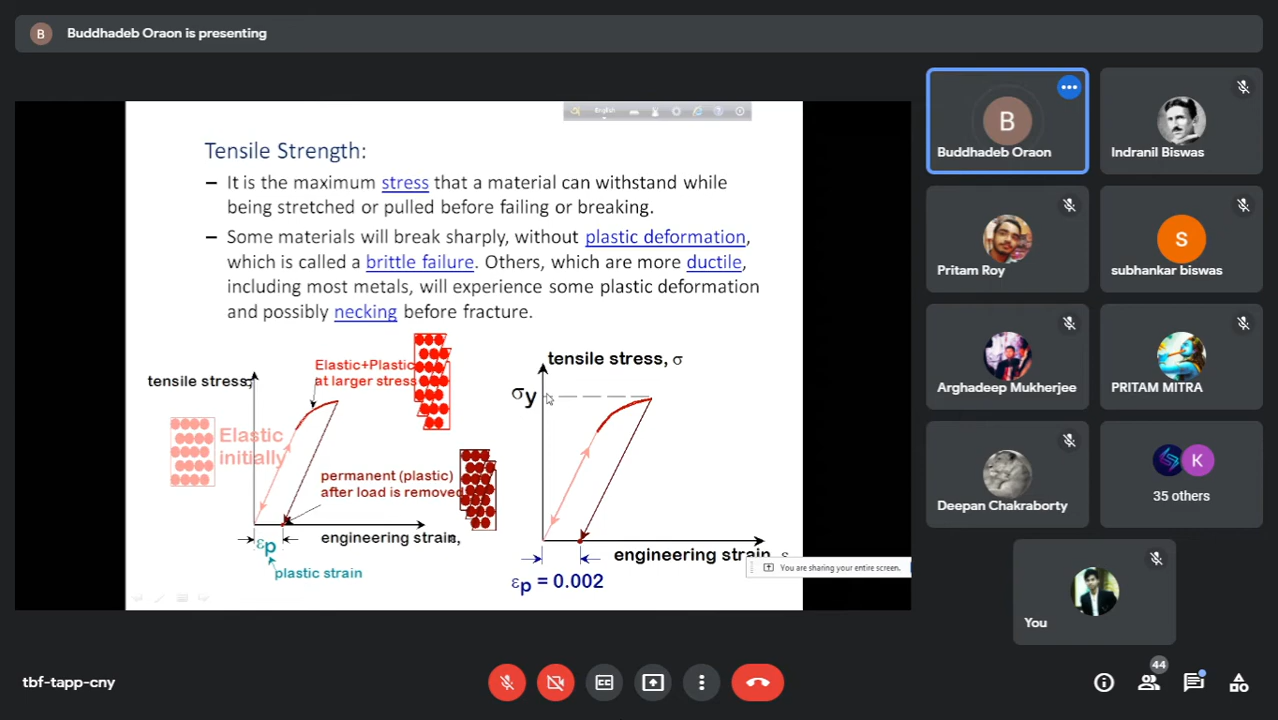 B Buddhadeb Oraon is presenting
English
Tensile Strength:
– It is the maximum stress that a material can withstand while
being stretched or pulled before failing or breaking.
– Some materials will break sharply, without plastic deformation,
which is called a brittle failure. Others, which are more ductile,
including most metals, will experience some plastic deformation
and possibly necking before fracture.
tensile stress,
Elastic+Plastic
at larger stress
Elastic
initially
permanent (plastic)
after load is removed
engineering strain,
εp
plastic strain
tensile stress, σ
σy
engineering strain, ε
εp = 0.002
You are sharing your entire screen.
B
Buddhadeb Oraon
Indranil Biswas
Pritam Roy
S
subhankar biswas
Arghadeep Mukherjee
PRITAM MITRA
Deepan Chakraborty
K
35 others
You
tbf-tapp-cny
CC
44